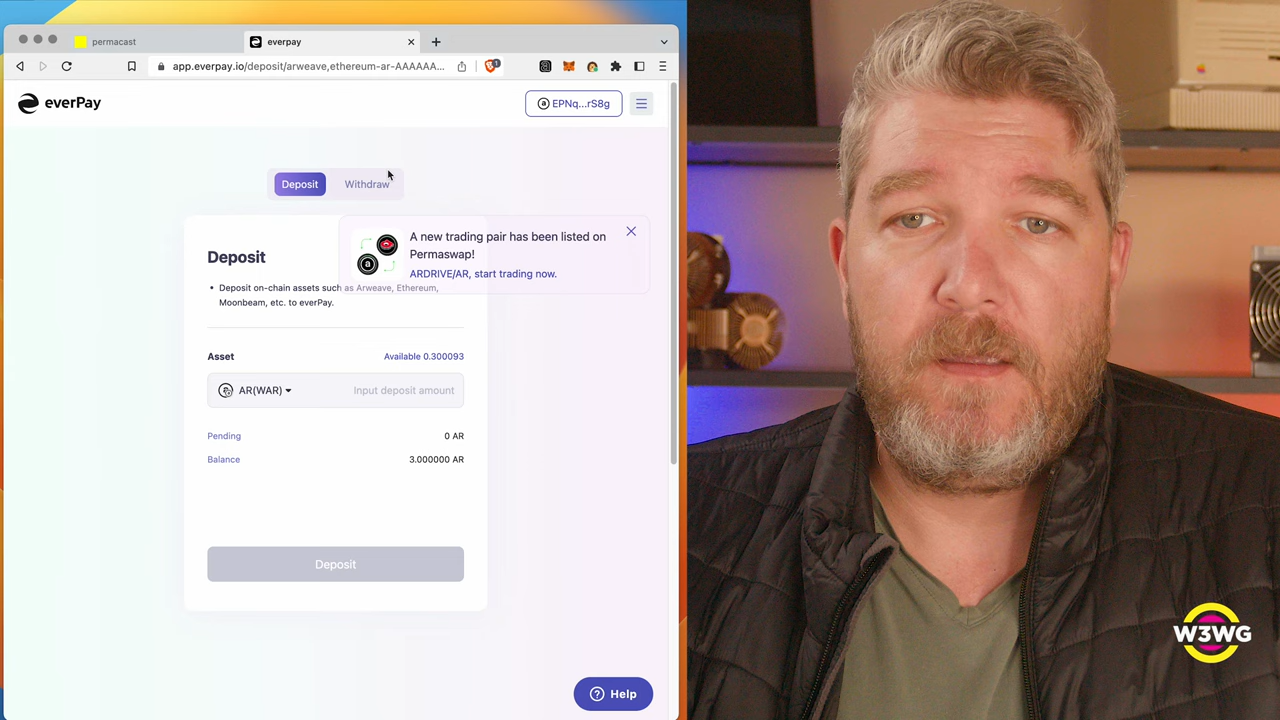 permacast
everpay
app.everpay.io/deposit/arweave,ethereum-ar-AAAAAA...
1
everPay
a EPNq...rS8g
Deposit
Withdraw
A new trading pair has been listed on
Permaswap!
ARDRIVE/AR, start trading now.
Deposit
• Deposit on-chain assets such as Arweave, Ethereum,
Moonbeam, etc. to everPay.
Asset
Available 0.300093
AR(WAR)
Input deposit amount
Pending
0 AR
Balance
3.000000 AR
Deposit
? Help
W3WG